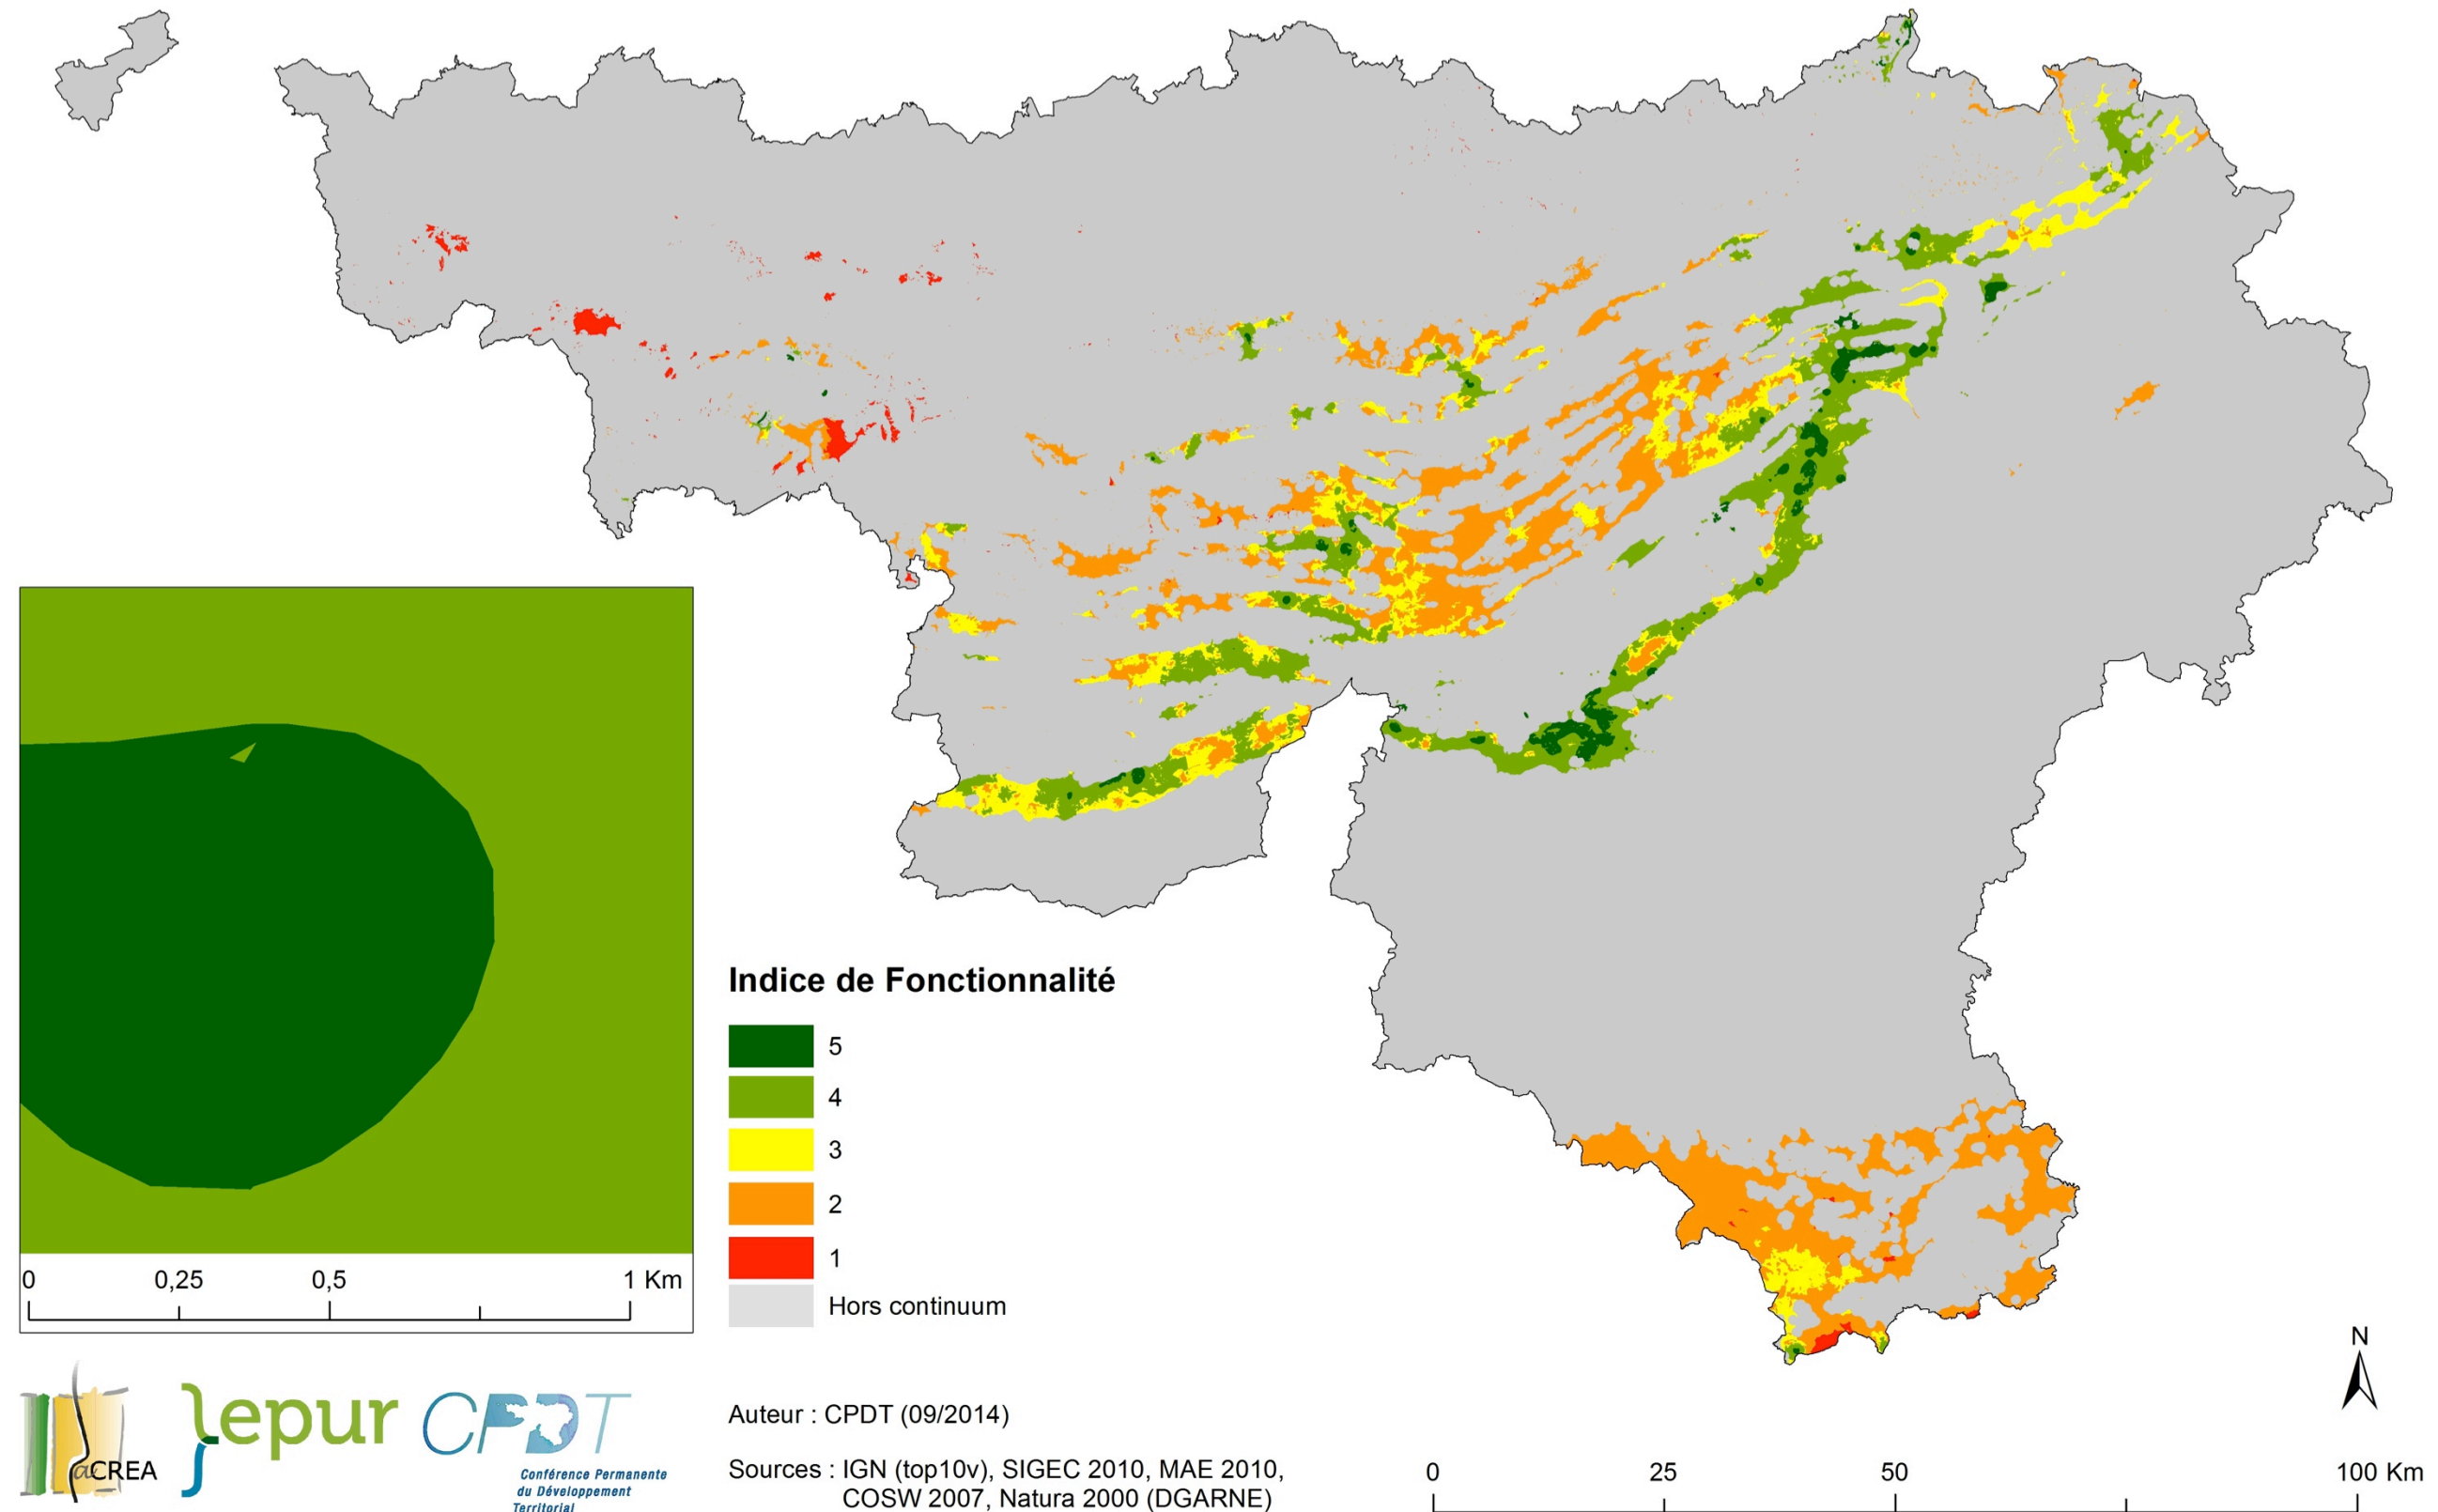 Indice de Fonctionnalité
5
4
3
2
1
Hors continuum
0 0,25 0,5 1 Km
aCREA
lepur
CPDT
Conférence Permanente
du Développement
Territorial
Auteur : CPDT (09/2014)
Sources : IGN (top10v), SIGEC 2010, MAE 2010,
COSW 2007, Natura 2000 (DGARNE)
N
0 25 50 100 Km